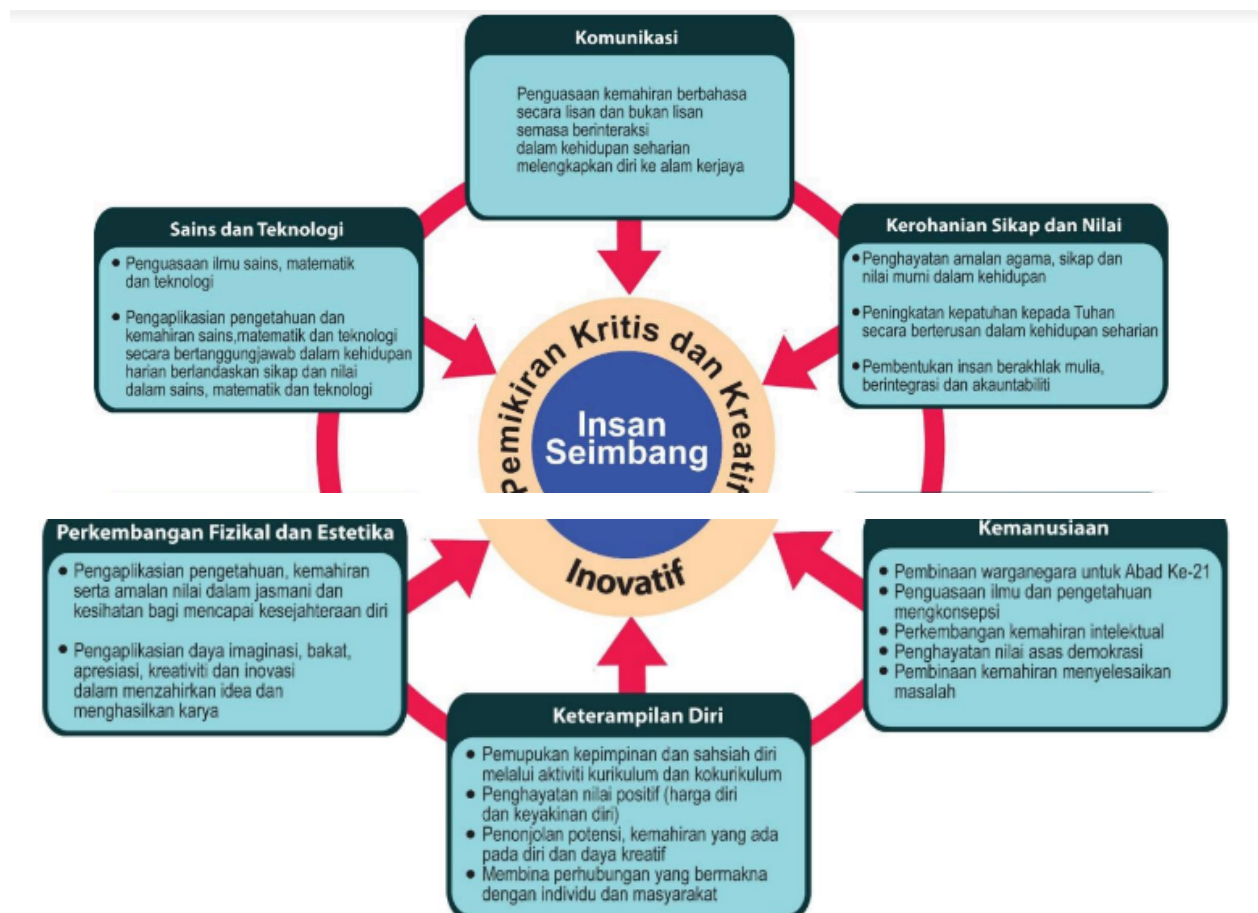 Komunikasi
Penguasaan kemahiran berbahasa
secara lisan dan bukan lisan
semasa berinteraksi
dalam kehidupan seharian
melengkapkan diri ke alam kerjaya
Sains dan Teknologi
• Penguasaan ilmu sains, matematik
dan teknologi
• Pengaplikasian pengetahuan dan
kemahiran sains,matematik dan teknologi
secara bertanggungjawab dalam kehidupan
harian berlandaskan sikap dan nilai
dalam sains, matematik dan teknologi
Kerohanian Sikap dan Nilai
• Penghayatan amalan agama, sikap dan
nilai murni dalam kehidupan
• Peningkatan kepatuhan kepada Tuhan
secara berterusan dalam kehidupan seharian
• Pembentukan insan berakhlak mulia,
berintegrasi dan akauntabiliti
Pemikiran Kritis dan Kreatif
Insan
Seimbang
Inovatif
Perkembangan Fizikal dan Estetika
• Pengaplikasian pengetahuan, kemahiran
serta amalan nilai dalam jasmani dan
kesihatan bagi mencapai kesejahteraan diri
• Pengaplikasian daya imaginasi, bakat,
apresiasi, kreativiti dan inovasi
dalam menzahirkan idea dan
menghasilkan karya
Kemanusiaan
• Pembinaan warganegara untuk Abad Ke-21
• Penguasaan ilmu dan pengetahuan
mengkonsepsi
• Perkembangan kemahiran intelektual
• Penghayatan nilai asas demokrasi
• Pembinaan kemahiran menyelesaikan
masalah
Keterampilan Diri
• Pemupukan kepimpinan dan sahsiah diri
melalui aktiviti kurikulum dan kokurikulum
• Penghayatan nilai positif (harga diri
dan keyakinan diri)
• Penonjolan potensi, kemahiran yang ada
pada diri dan daya kreatif
• Membina perhubungan yang bermakna
dengan individu dan masyarakat